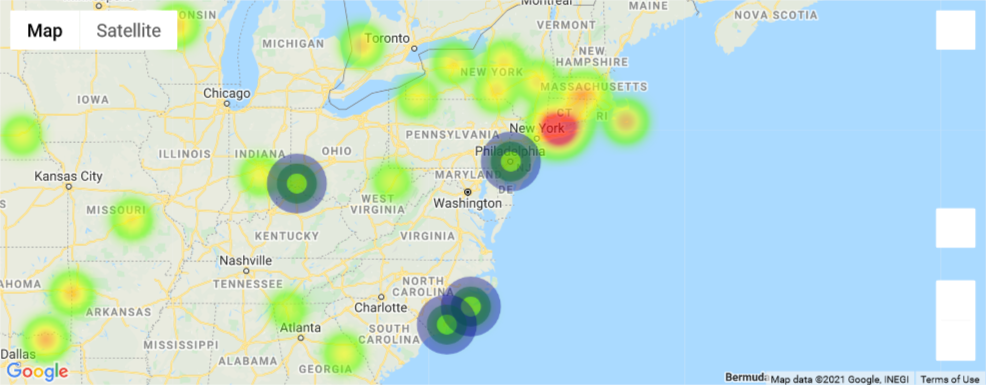 Montreal
MAINE
NOVA SCOTIA
CONSIN
VERMONT
Map Satellite
MICHIGAN
Toronto
NEW
HAMPSHIRE
NEW YORK
MASSACHUSETTS
IOWA
Chicago
CT
RI
New York
PENNSYLVANIA
ILLINOIS
INDIANA
OHIO
Philadelphia
NJ
Kansas City
MARYLAND
DE
WEST
VIRGINIA
Washington
MISSOURI
KENTUCKY
VIRGINIA
Nashville
TENNESSEE
NORTH
CAROLINA
AHOMA
ARKANSAS
Charlotte
Atlanta
SOUTH
CAROLINA
MISSISSIPPI
Dallas
ALABAMA
GEORGIA
Google
Bermuda
Map data ©2021 Google, INEGI Terms of Use